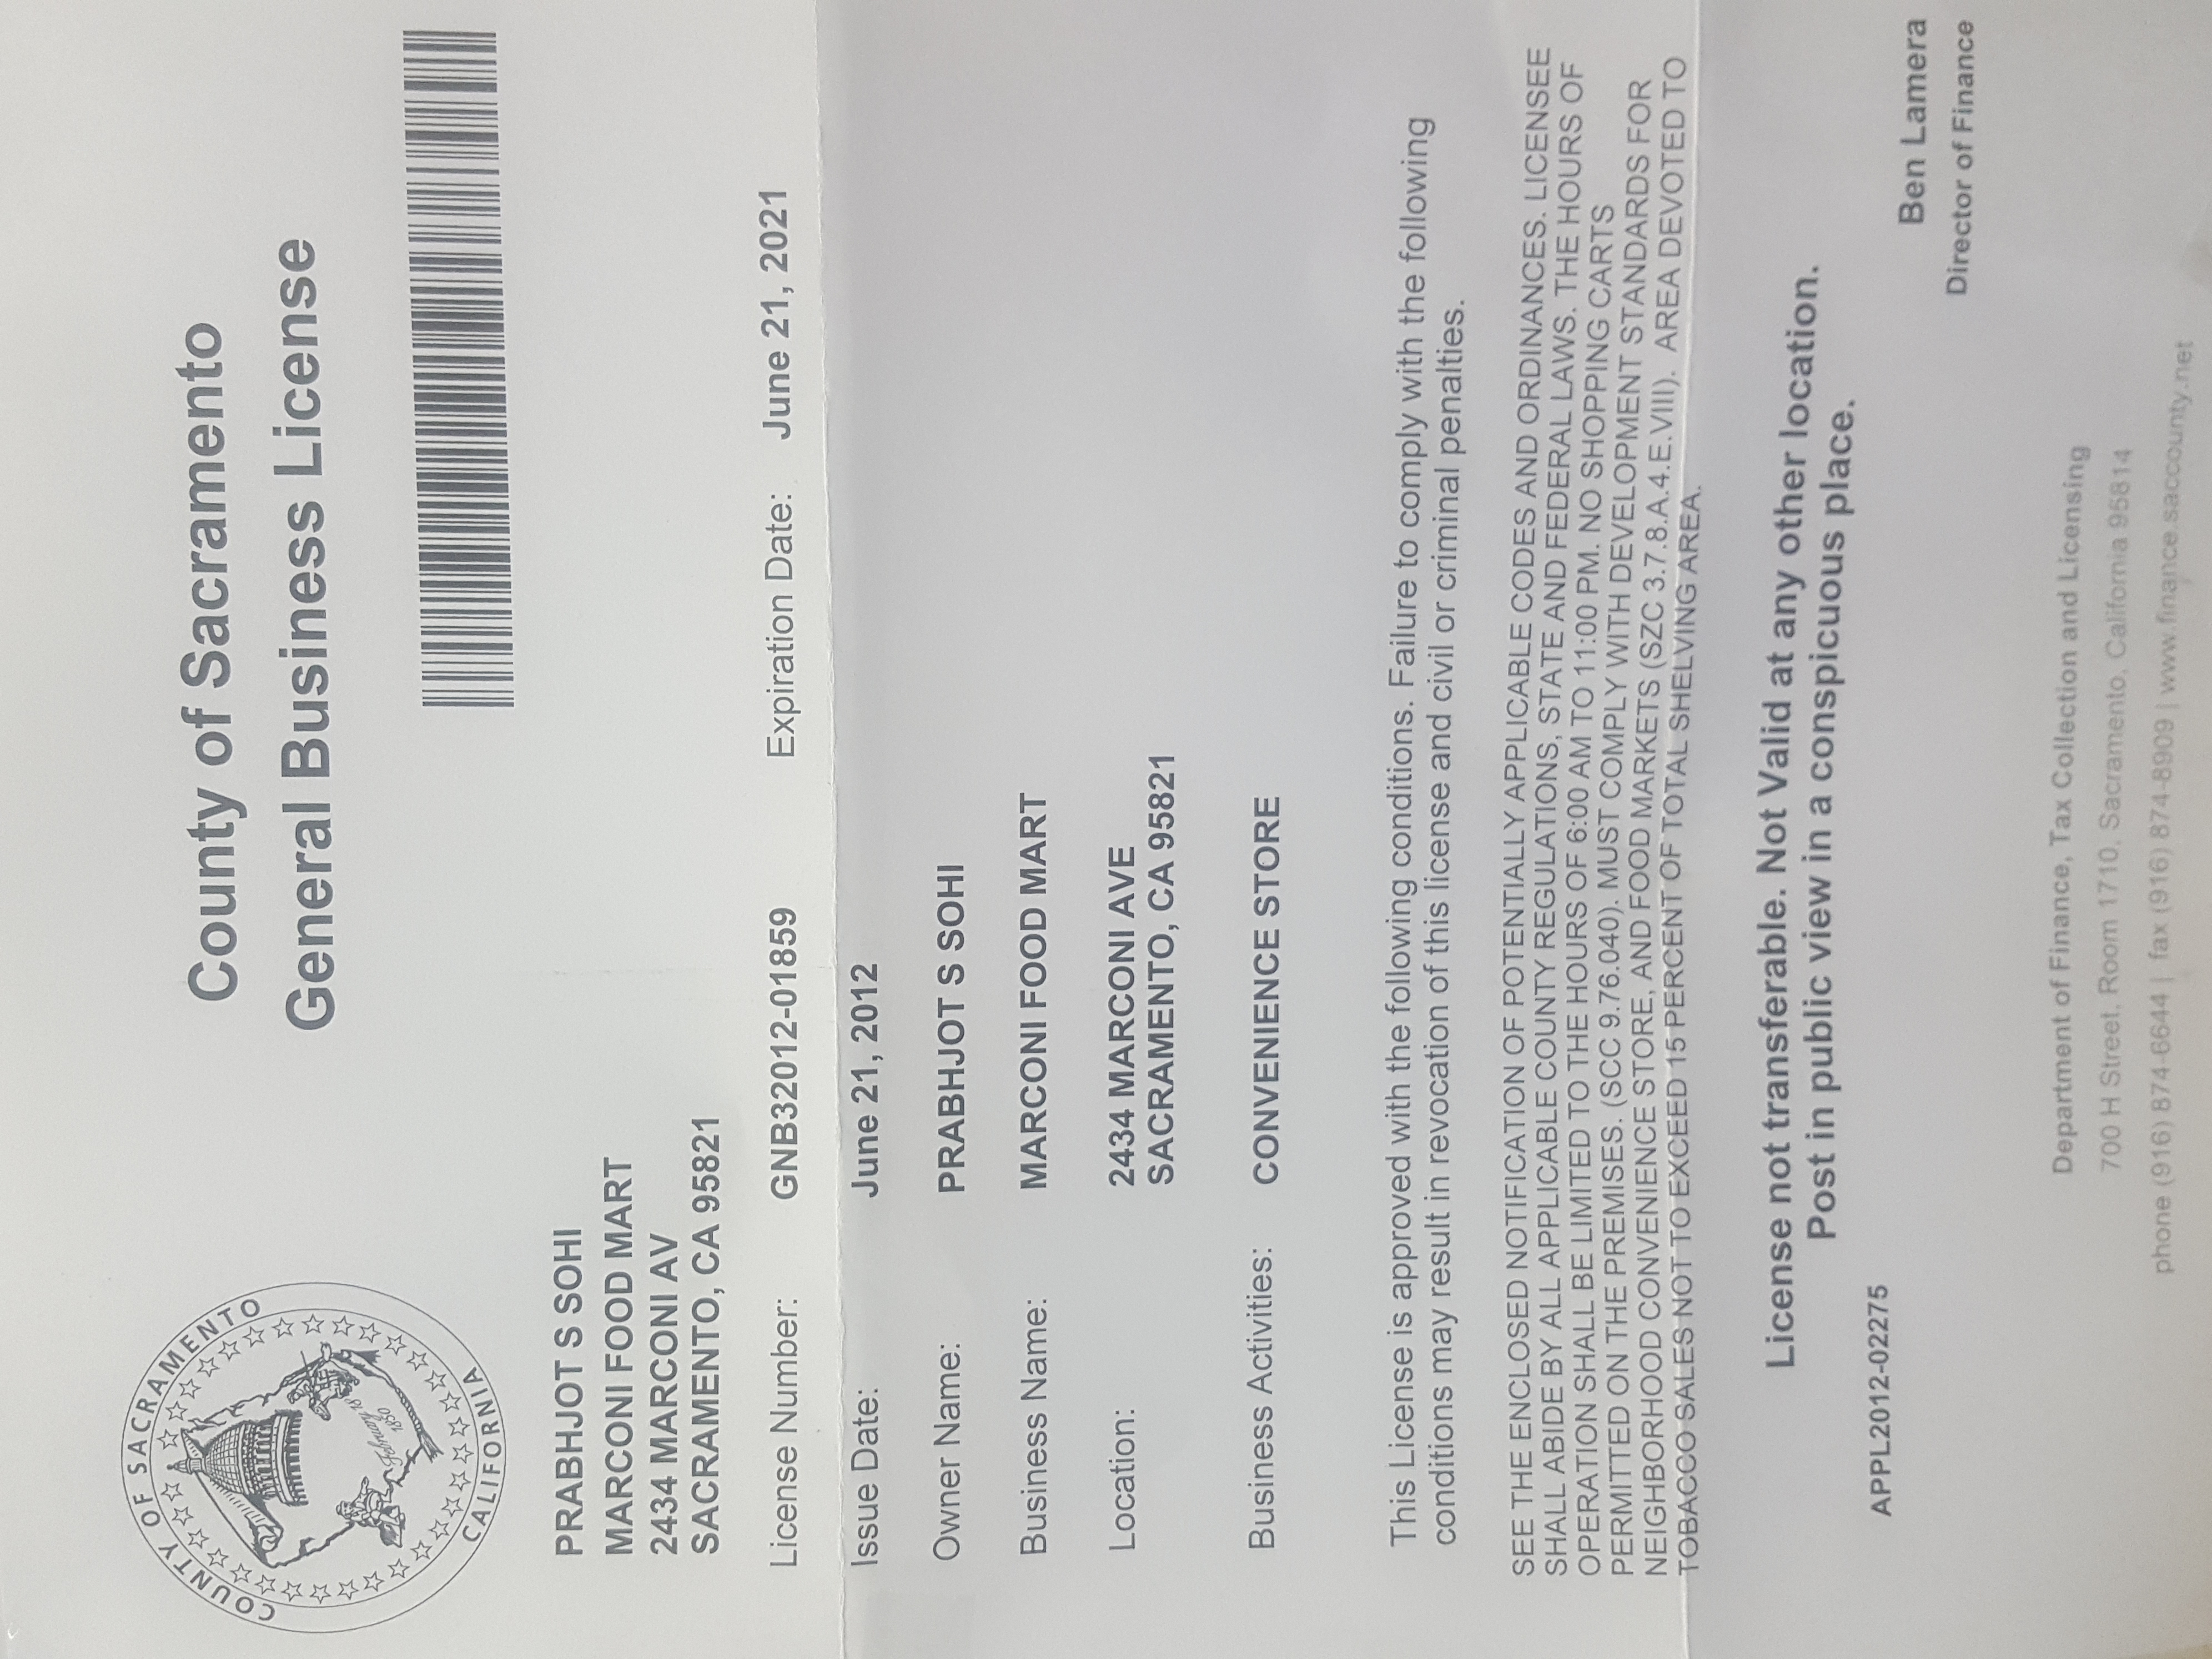 COUNTY OF SACRAMENTO
February 18
1850
CALIFORNIA
County of Sacramento
General Business License
PRABHJOT S SOHI
MARCONI FOOD MART
2434 MARCONI AV
SACRAMENTO, CA 95821
License Number: GNB32012-01859 Expiration Date: June 21, 2021
Issue Date: June 21, 2012
Owner Name: PRABHJOT S SOHI
Business Name: MARCONI FOOD MART
Location: 2434 MARCONI AVE
SACRAMENTO, CA 95821
Business Activities: CONVENIENCE STORE
This License is approved with the following conditions. Failure to comply with the following
conditions may result in revocation of this license and civil or criminal penalties.
SEE THE ENCLOSED NOTIFICATION OF POTENTIALLY APPLICABLE CODES AND ORDINANCES. LICENSEE
SHALL ABIDE BY ALL APPLICABLE COUNTY REGULATIONS, STATE AND FEDERAL LAWS. THE HOURS OF
OPERATION SHALL BE LIMITED TO THE HOURS OF 6:00 AM TO 11:00 PM. NO SHOPPING CARTS
PERMITTED ON THE PREMISES. (SCC 9.76.040). MUST COMPLY WITH DEVELOPMENT STANDARDS FOR
NEIGHBORHOOD CONVENIENCE STORE, AND FOOD MARKETS (SZC 3.7.8.A.4.E.VIII). AREA DEVOTED TO
TOBACCO SALES NOT TO EXCEED 15 PERCENT OF TOTAL SHELVING AREA.
License not transferable. Not Valid at any other location.
Post in public view in a conspicuous place.
APPL2012-02275
Ben Lamera
Director of Finance
Department of Finance, Tax Collection and Licensing
700 H Street, Room 1710, Sacramento, California 95814
phone (916) 874-6644 | fax (916) 874-8909 | www.finance.saccounty.net